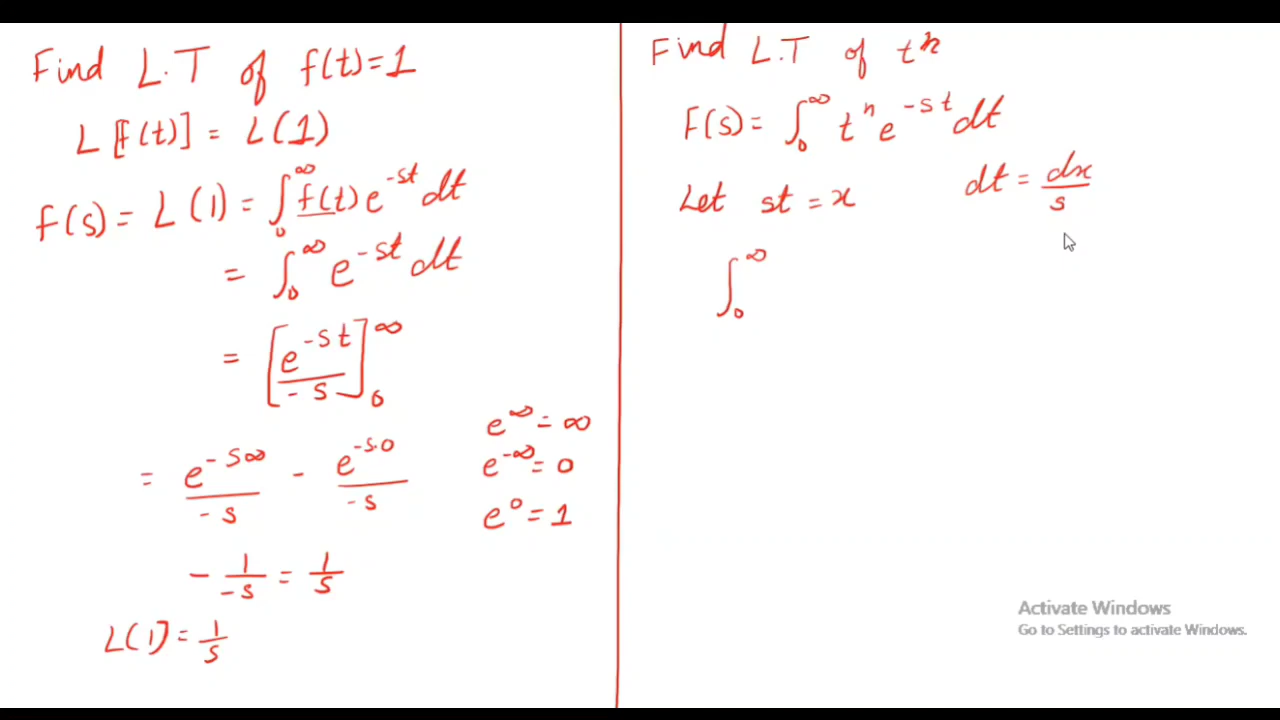 Find L.T of f(t)=1
L[f(t)] = L(1)
F(s) = L(1) = ∫₀^∞ f(t)e^{-st} dt
= ∫₀^∞ e^{-st} dt
= [e^{-st}/-s]₀^∞
= e^{-s∞}/-s - e^{-s.0}/-s
e^∞ = ∞
e^{-∞} = 0
e^0 = 1
- 1/-s = 1/s
L(1) = 1/s
Find L.T of t^n
F(s) = ∫₀^∞ t^n e^{-st} dt
Let st = x dt = dx/s
∫₀^∞
Activate Windows
Go to Settings to activate Windows.